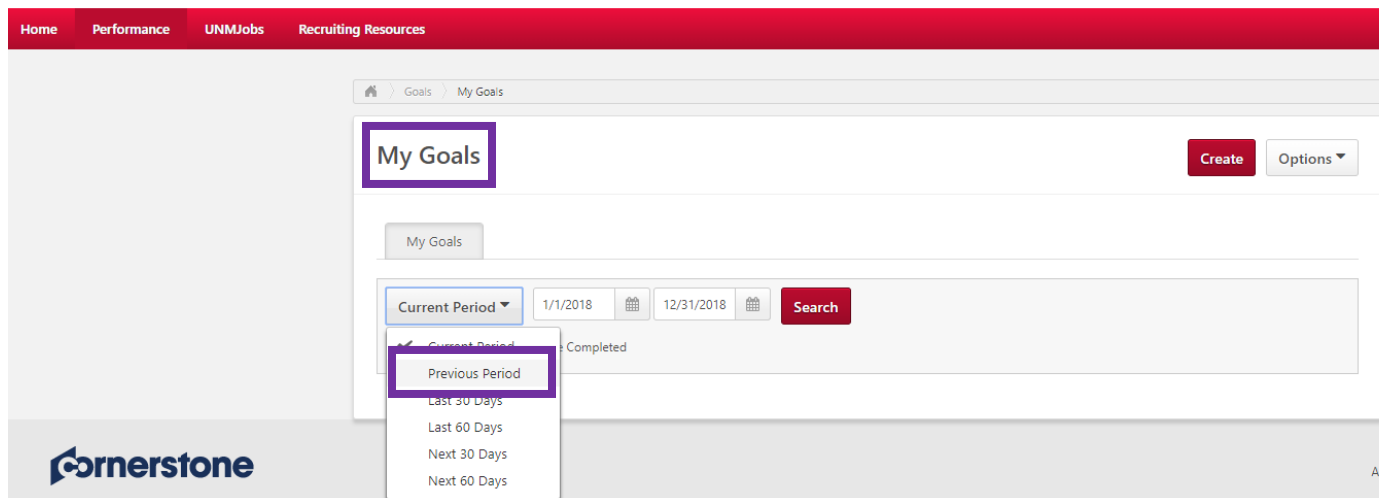 Home Performance UNMJobs Recruiting Resources
Goals My Goals
My Goals
Create Options
My Goals
Current Period 1/1/2018 12/31/2018 Search
Current Period
Completed
Previous Period
Last 30 Days
Last 60 Days
Next 30 Days
Next 60 Days
cornerstone
A